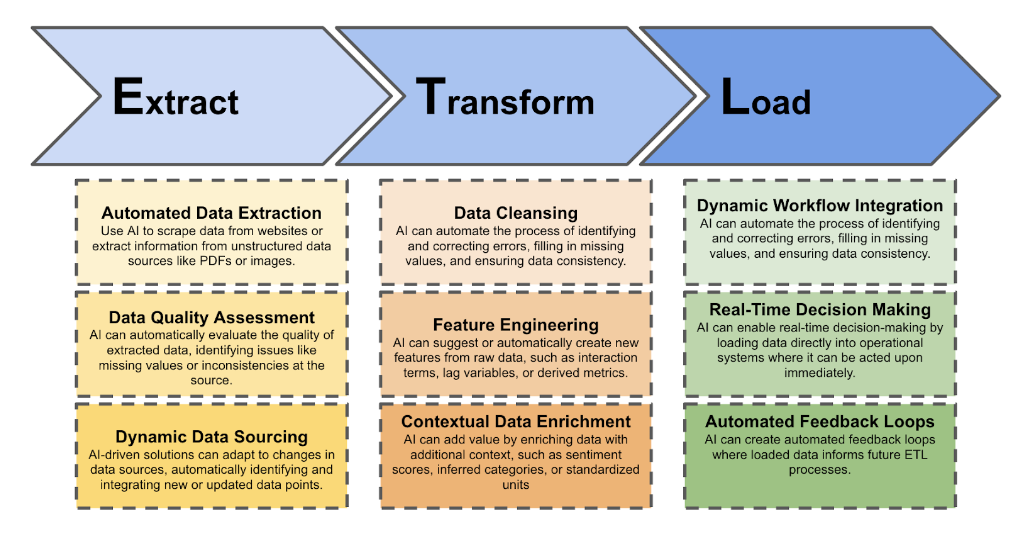 Extract
Transform
Load
Automated Data Extraction
Use AI to scrape data from websites or
extract information from unstructured data
sources like PDFs or images.
Data Quality Assessment
AI can automatically evaluate the quality of
extracted data, identifying issues like
missing values or inconsistencies at the
source.
Dynamic Data Sourcing
AI-driven solutions can adapt to changes in
data sources, automatically identifying and
integrating new or updated data points.
Data Cleansing
AI can automate the process of identifying
and correcting errors, filling in missing
values, and ensuring data consistency.
Feature Engineering
AI can suggest or automatically create new
features from raw data, such as interaction
terms, lag variables, or derived metrics.
Contextual Data Enrichment
AI can add value by enriching data with
additional context, such as sentiment
scores, inferred categories, or standardized
units
Dynamic Workflow Integration
AI can automate the process of identifying
and correcting errors, filling in missing
values, and ensuring data consistency.
Real-Time Decision Making
AI can enable real-time decision-making by
loading data directly into operational
systems where it can be acted upon
immediately.
Automated Feedback Loops
AI can create automated feedback loops
where loaded data informs future ETL
processes.